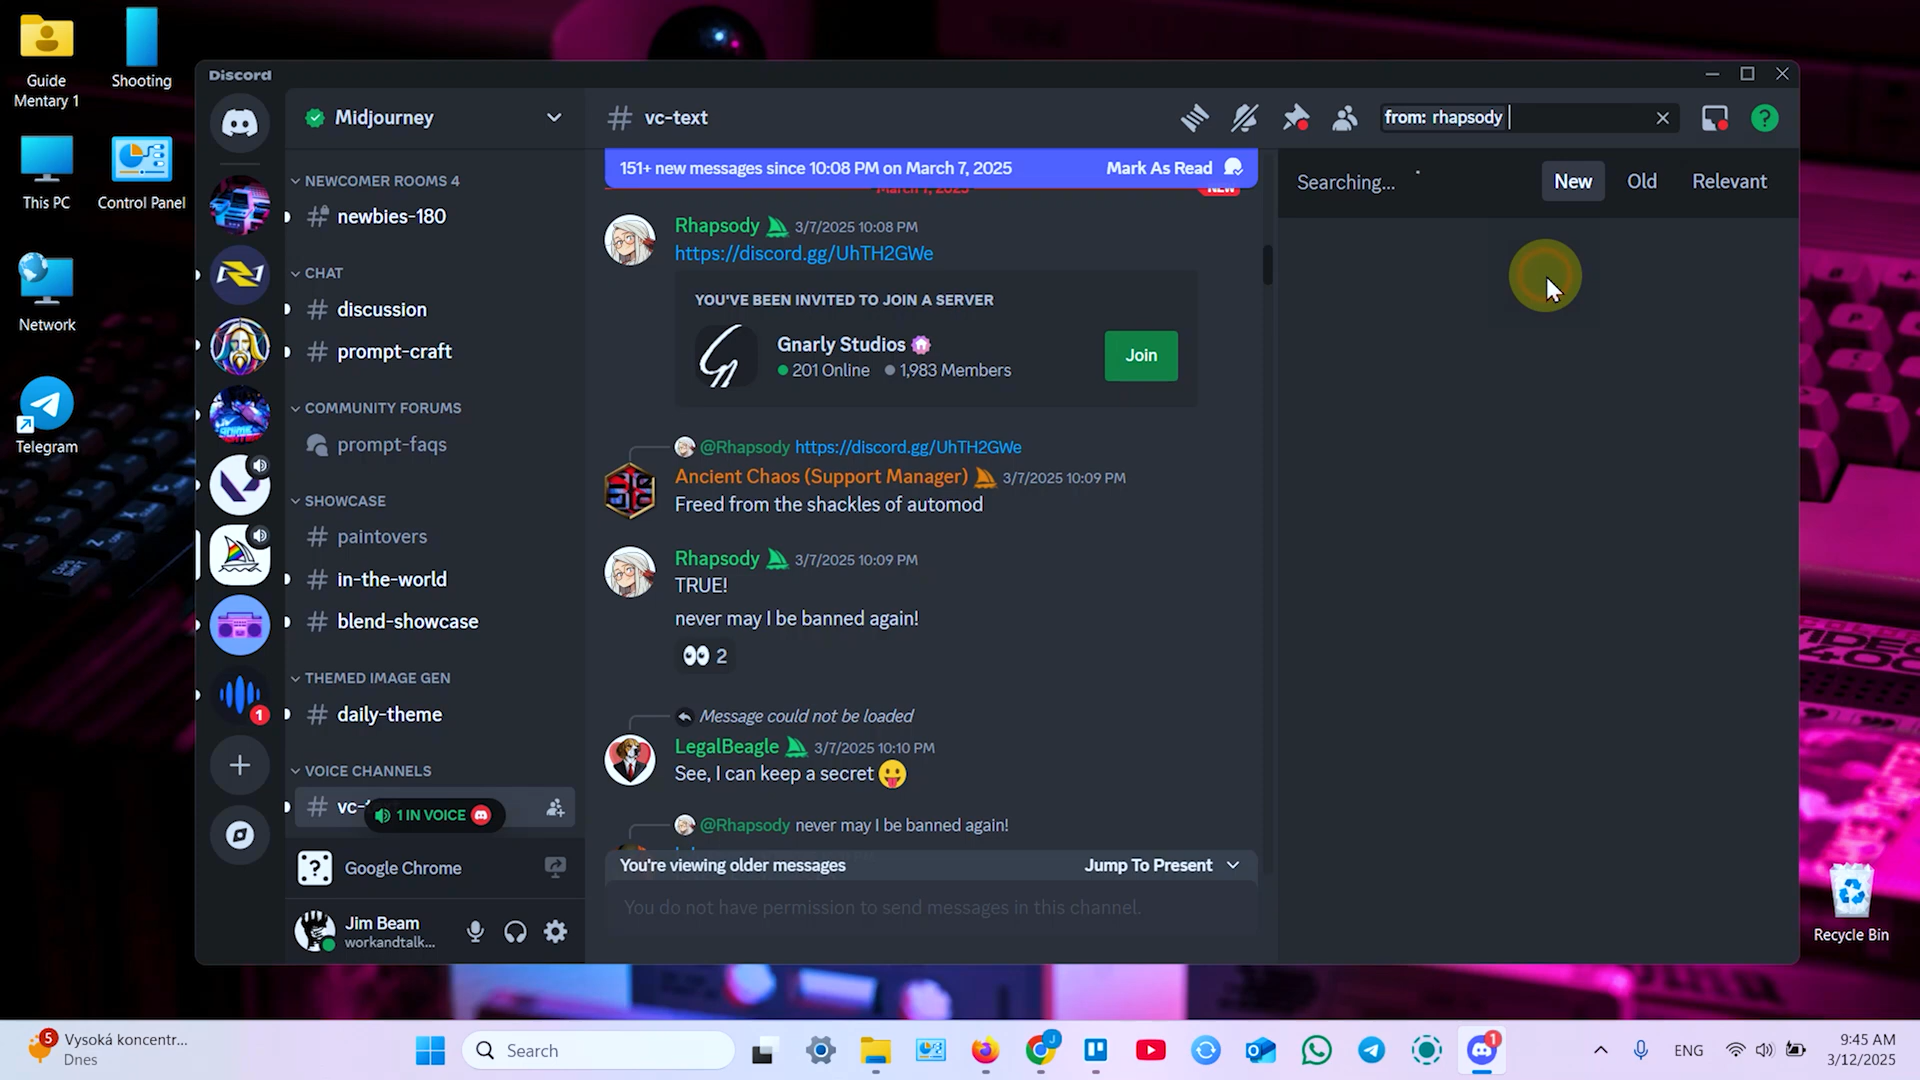 Guide
Mentary 1
Shooting
This PC
Control Panel
Network
Telegram
Recycle Bin
Discord
Midjourney
NEWCOMER ROOMS 4
newbies-180
CHAT
discussion
prompt-craft
COMMUNITY FORUMS
prompt-faqs
SHOWCASE
paintovers
in-the-world
blend-showcase
THEMED IMAGE GEN
daily-theme
VOICE CHANNELS
vc-
1 IN VOICE
1
Google Chrome
Jim Beam
workandtalk...
# vc-text
from: rhapsody
?
151+ new messages since 10:08 PM on March 7, 2025 Mark As Read
March 7, 2025 NEW
Rhapsody 3/7/2025 10:08 PM
https://discord.gg/UhTH2GWe
YOU'VE BEEN INVITED TO JOIN A SERVER
Gnarly Studios
201 Online 1,983 Members
Join
@Rhapsody https://discord.gg/UhTH2GWe
Ancient Chaos (Support Manager) 3/7/2025 10:09 PM
Freed from the shackles of automod
Rhapsody 3/7/2025 10:09 PM
TRUE!
never may I be banned again!
👀 2
Message could not be loaded
LegalBeagle 3/7/2025 10:10 PM
See, I can keep a secret 😛
@Rhapsody never may I be banned again!
You're viewing older messages Jump To Present
You do not have permission to send messages in this channel.
Searching... New Old Relevant
5
Vysoká koncentr...
Dnes
Search
J
1
ENG
9:45 AM
3/12/2025